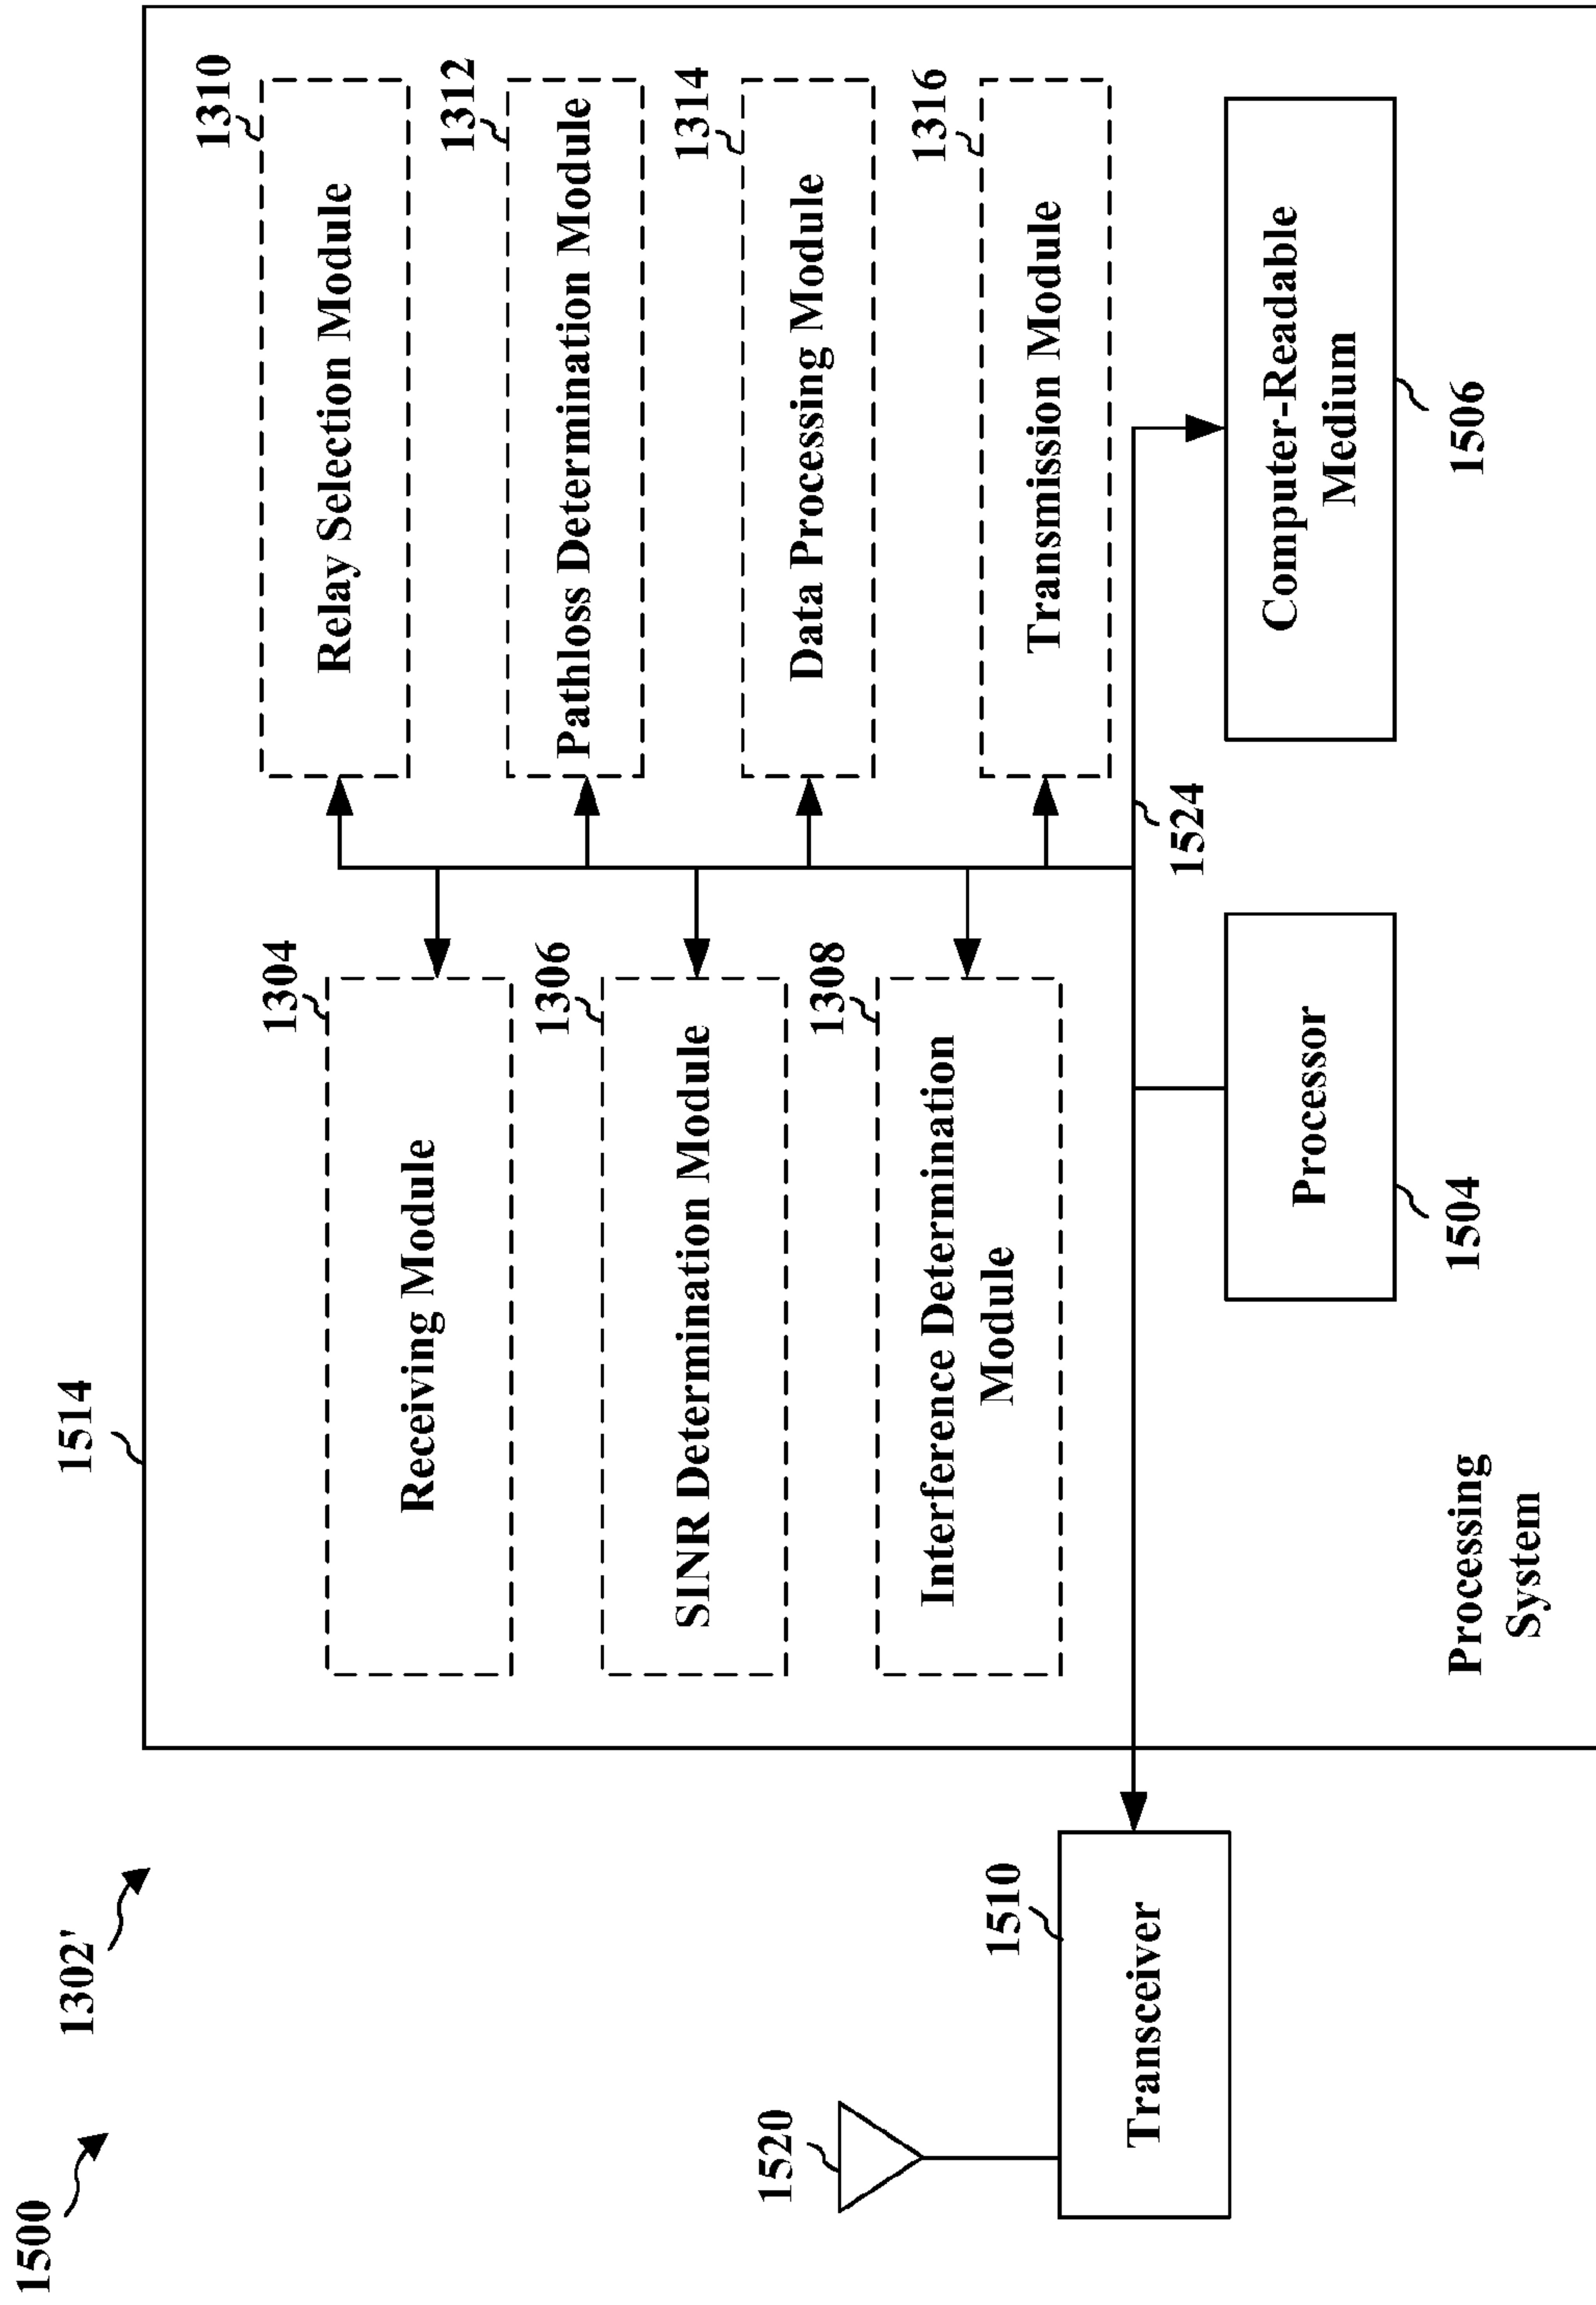 1500
1302'
1514
1310
Relay Selection Module
1304
Receiving Module
1312
Pathloss Determination Module
1306
SINR Determination Module
1314
Data Processing Module
1308
Interference Determination
Module
1316
Transmission Module
1520
1510
Transceiver
1524
Processor
1504
Computer-Readable
Medium
1506
Processing
System